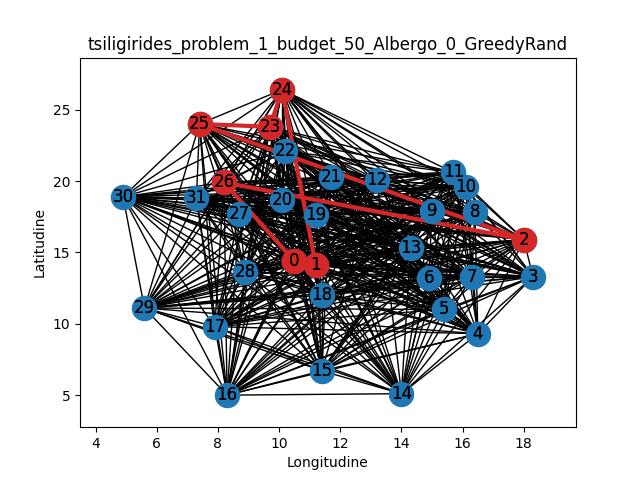 tsiligirides_problem_1_budget_50_Albergo_0_GreedyRand
24
25
25 23
22
11
20 26 21 12 10
30 31 20
27 19 9 8
2
15 0 1 13
28 6 7 3
18
29 5
10 17 4
15
5 16 14
4 6 8 10 12 14 16 18
Latitudine
Longitudine